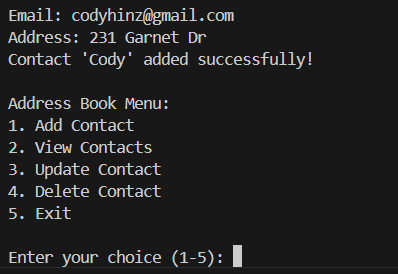 Email: codyhinz@gmail.com
Address: 231 Garnet Dr
Contact 'Cody' added successfully!
Address Book Menu:
1. Add Contact
2. View Contacts
3. Update Contact
4. Delete Contact
5. Exit
Enter your choice (1-5):